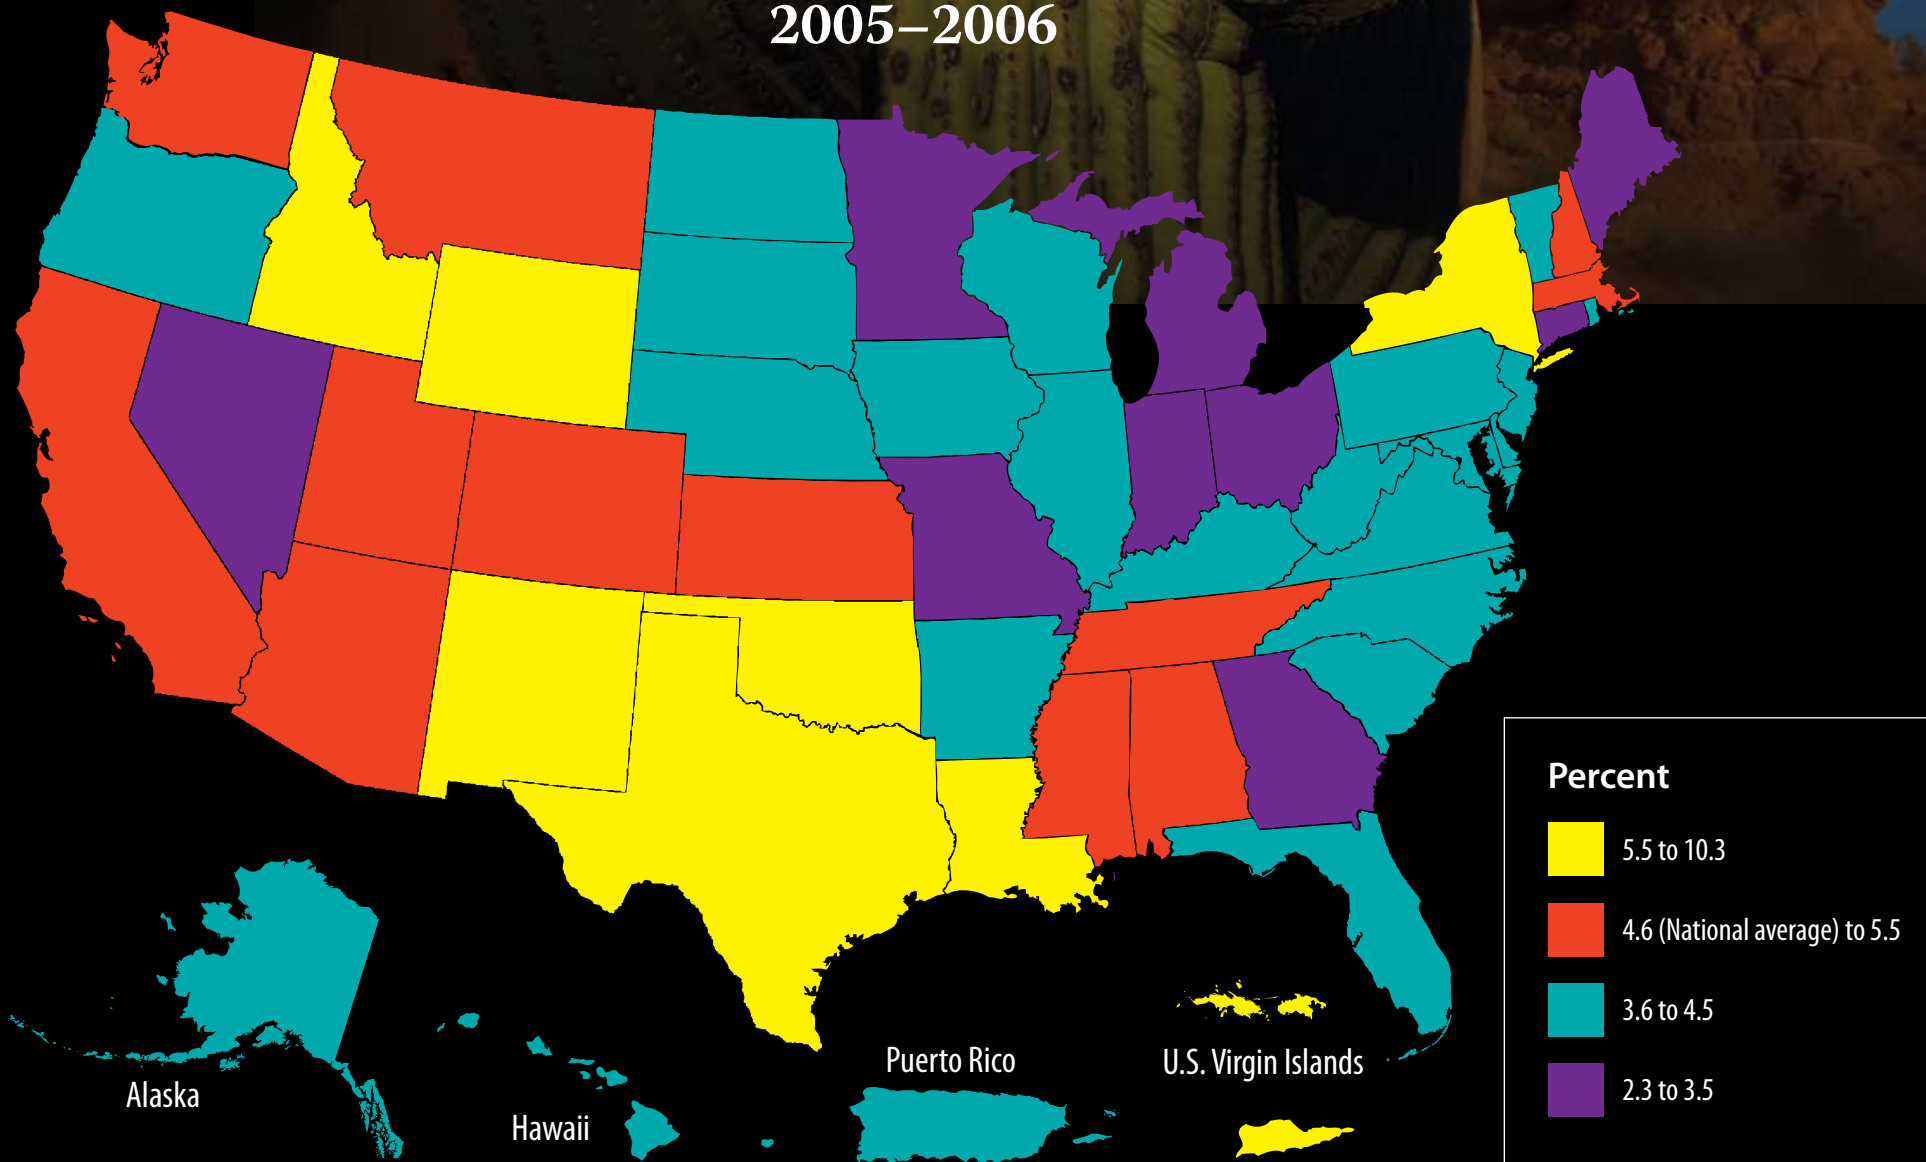 2005–2006
Percent
5.5 to 10.3
4.6 (National average) to 5.5
3.6 to 4.5
2.3 to 3.5
Puerto Rico
U.S. Virgin Islands
Alaska
Hawaii